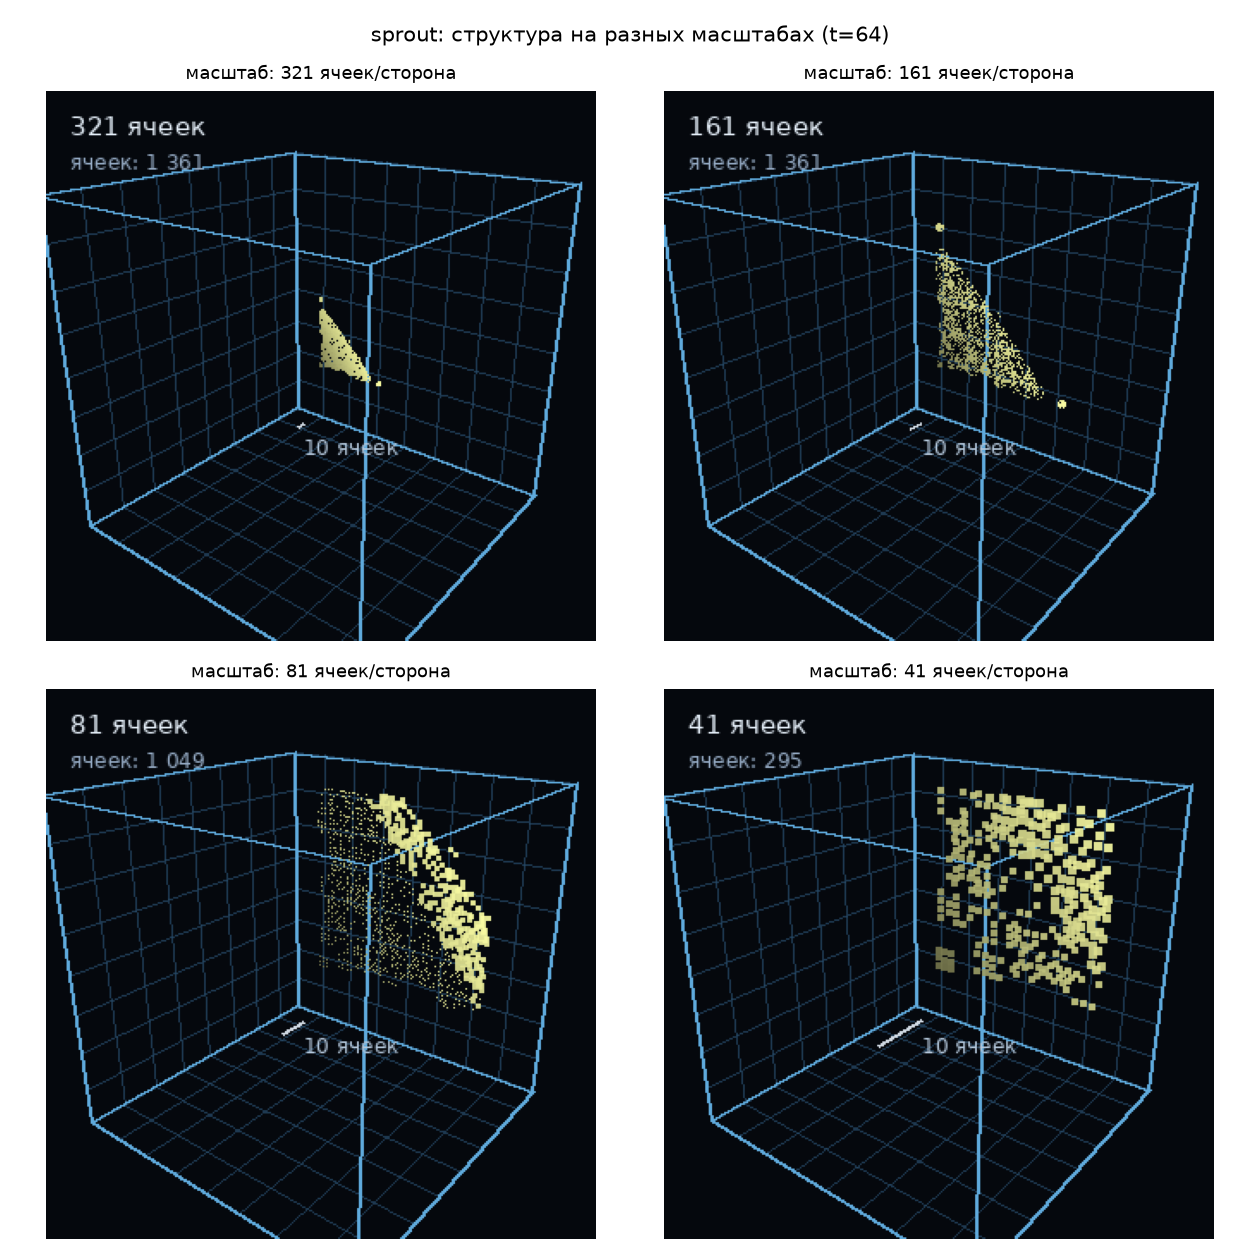 sprout: структура на разных масштабах (t=64)
масштаб: 321 ячеек/сторона
масштаб: 161 ячеек/сторона
321 ячеек
ячеек: 1 361
10 ячеек
161 ячеек
ячеек: 1 361
10 ячеек
масштаб: 81 ячеек/сторона
масштаб: 41 ячеек/сторона
81 ячеек
ячеек: 1 049
10 ячеек
41 ячеек
ячеек: 295
10 ячеек